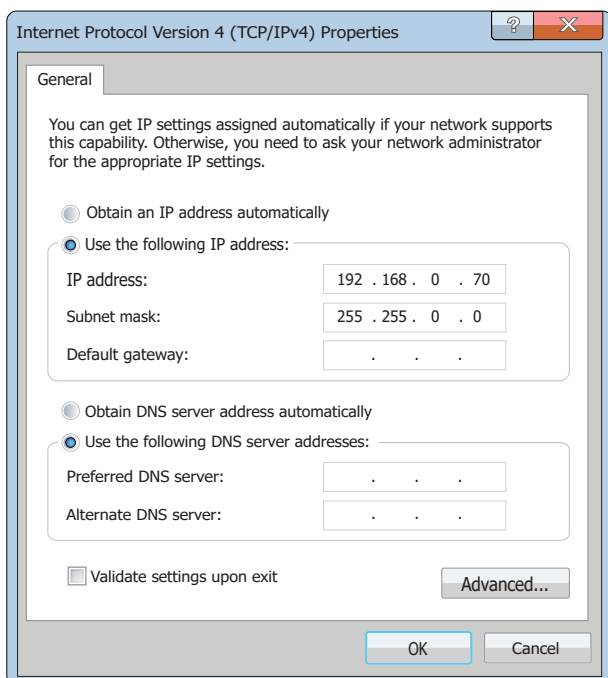 Internet Protocol Version 4 (TCP/IPv4) Properties
?
X
General
You can get IP settings assigned automatically if your network supports
this capability. Otherwise, you need to ask your network administrator
for the appropriate IP settings.
Obtain an IP address automatically
Use the following IP address:
IP address: 192 . 168 . 0 . 70
Subnet mask: 255 . 255 . 0 . 0
Default gateway: . . .
Obtain DNS server address automatically
Use the following DNS server addresses:
Preferred DNS server: . . .
Alternate DNS server: . . .
Validate settings upon exit
Advanced...
OK Cancel